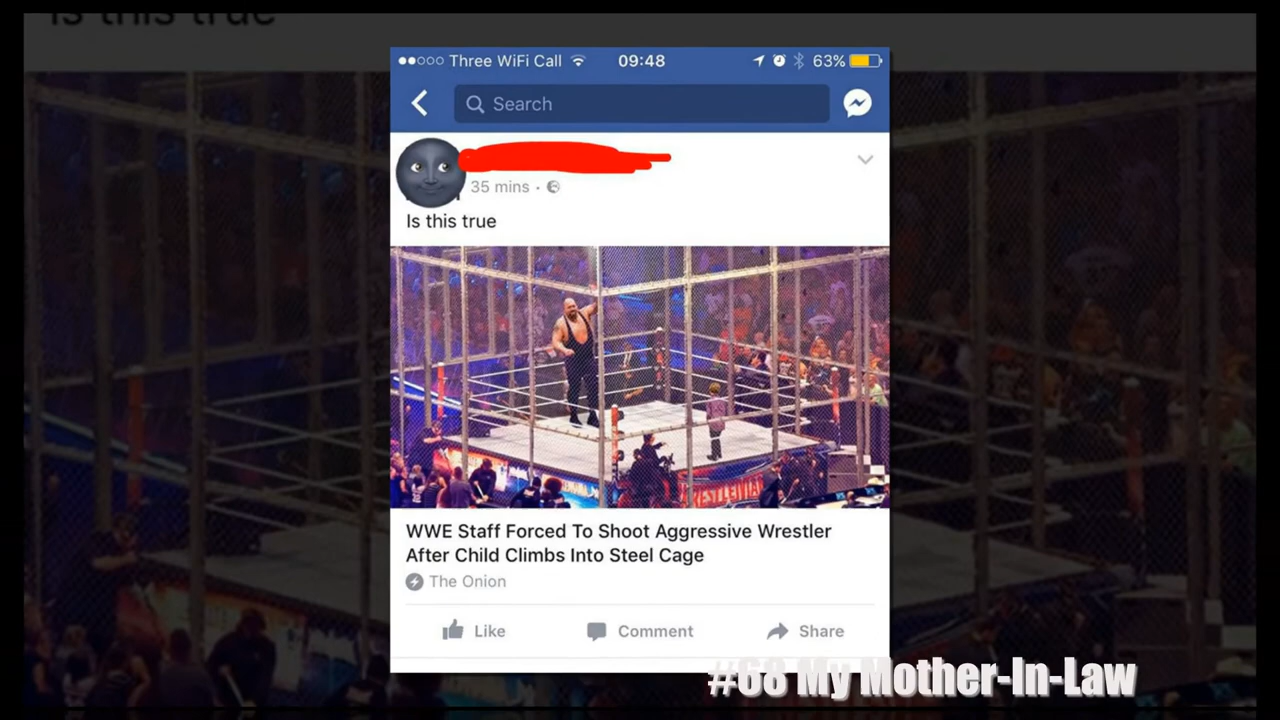 Is this true
Three WiFi Call 09:48 63%
Search
35 mins ·
Is this true
WWE Staff Forced To Shoot Aggressive Wrestler
After Child Climbs Into Steel Cage
The Onion
Like Comment Share
#68 My Mother-In-Law